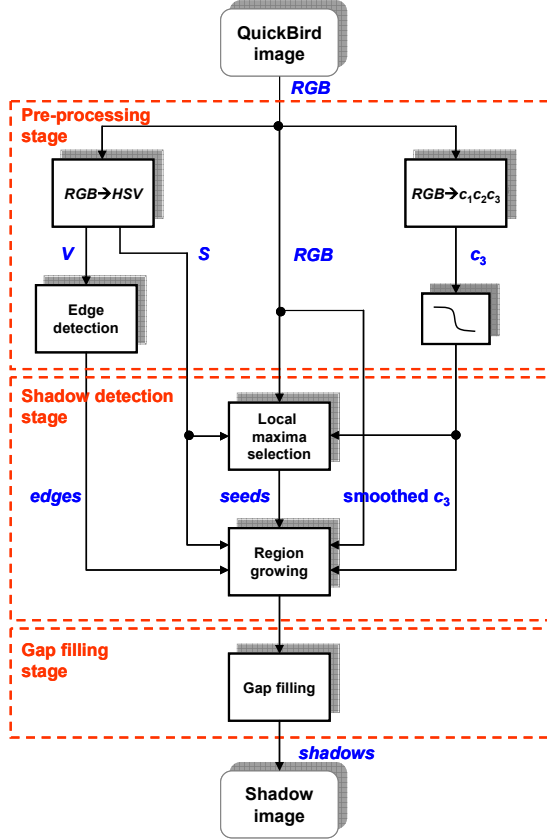 QuickBird
image
RGB
Pre-processing
stage
RGB→HSV
RGB→c₁c₂c₃
V
S
RGB
c₃
Edge
detection
Shadow detection
stage
Local
maxima
selection
edges
seeds
smoothed c₃
Region
growing
Gap filling
stage
Gap filling
shadows
Shadow
image